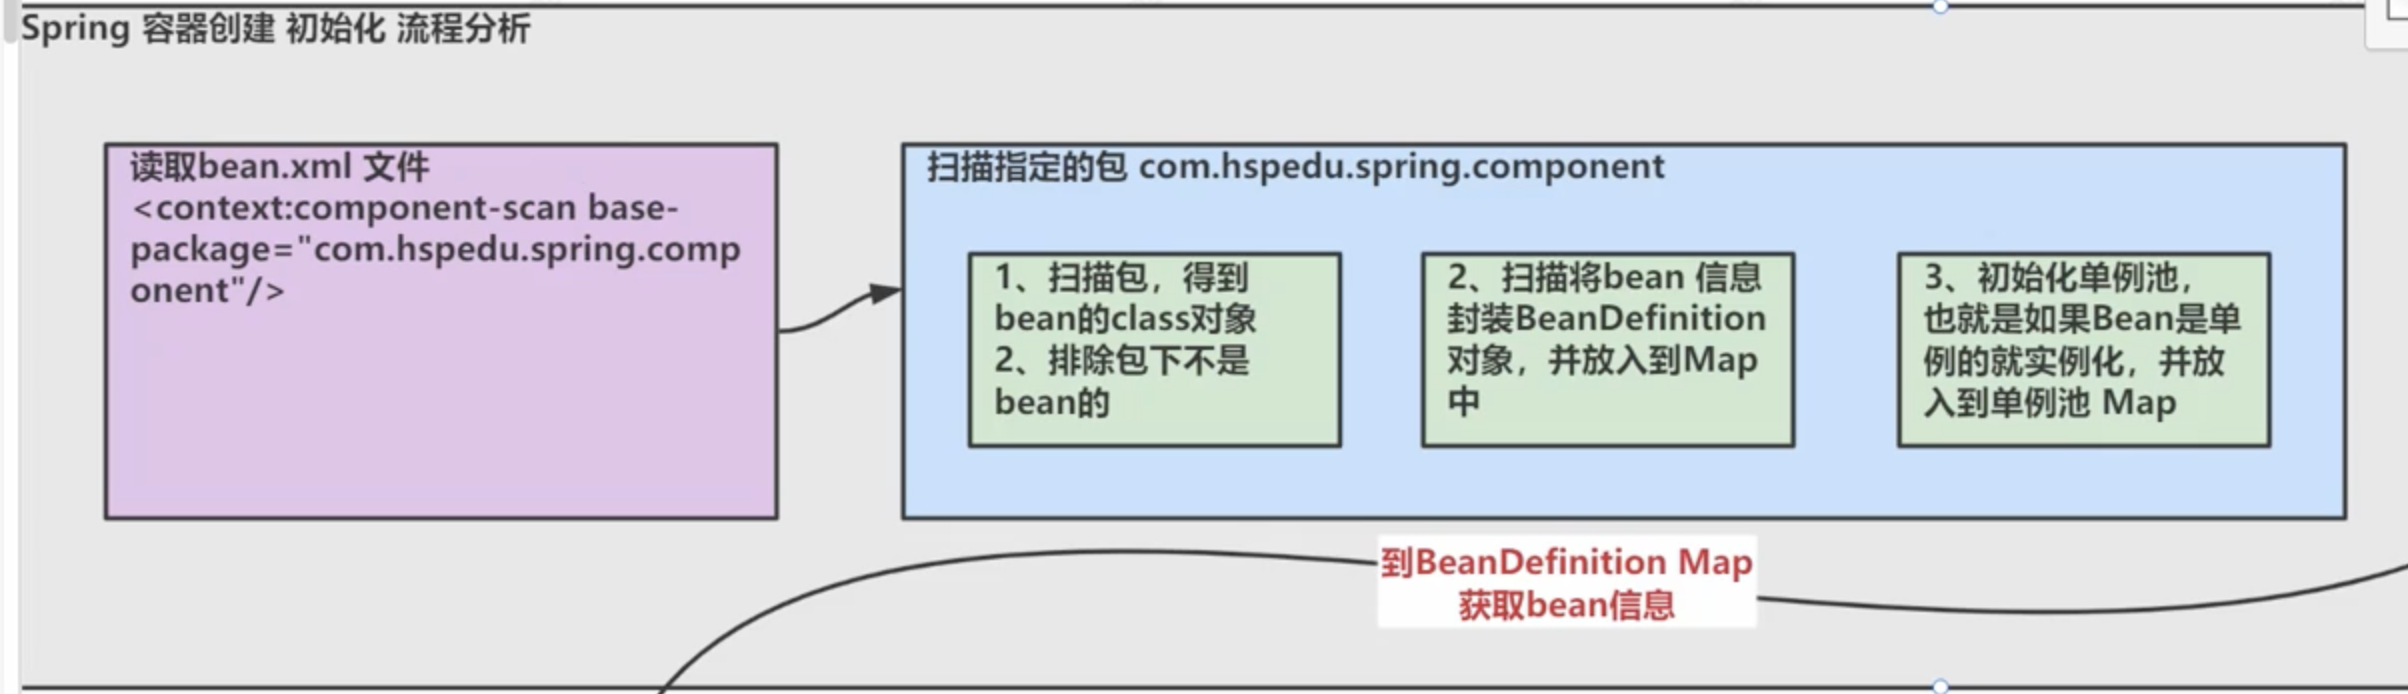 Spring 容器创建 初始化 流程分析
读取bean.xml 文件
<context:component-scan base-
package="com.hspedu.spring.comp
onent"/>
扫描指定的包 com.hspedu.spring.component
1、扫描包，得到
bean的class对象
2、排除包下不是
bean的
2、扫描将bean 信息
封装BeanDefinition
对象，并放入到Map
中
3、初始化单例池，
也就是如果Bean是单
例的就实例化，并放
入到单例池 Map
到BeanDefinition Map
获取bean信息